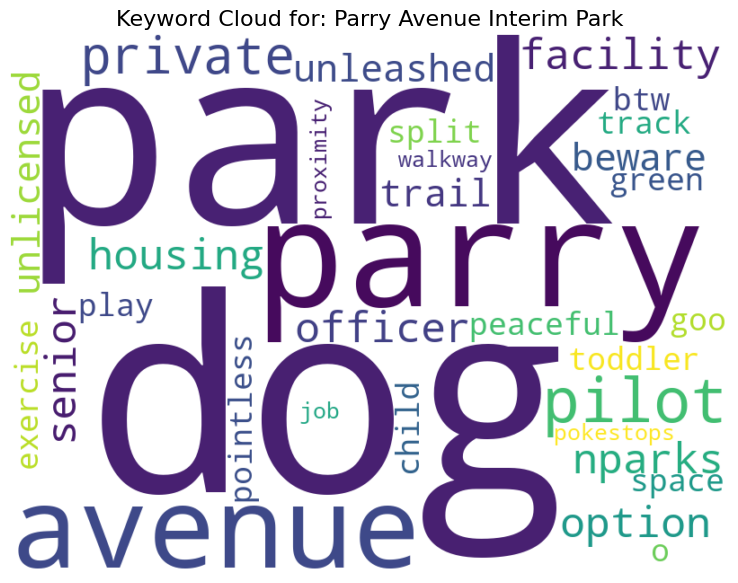 Keyword Cloud for: Parry Avenue Interim Park
private
unleashed
facility
park
btw
track
split
proximity
walkway
beware
green
trail
unlicensed
housing
parry
play
officer
peaceful
goo
senior
exercise
pointless
dog
toddler
job
child
pilot
pokestops
nparks
space
avenue
option
o